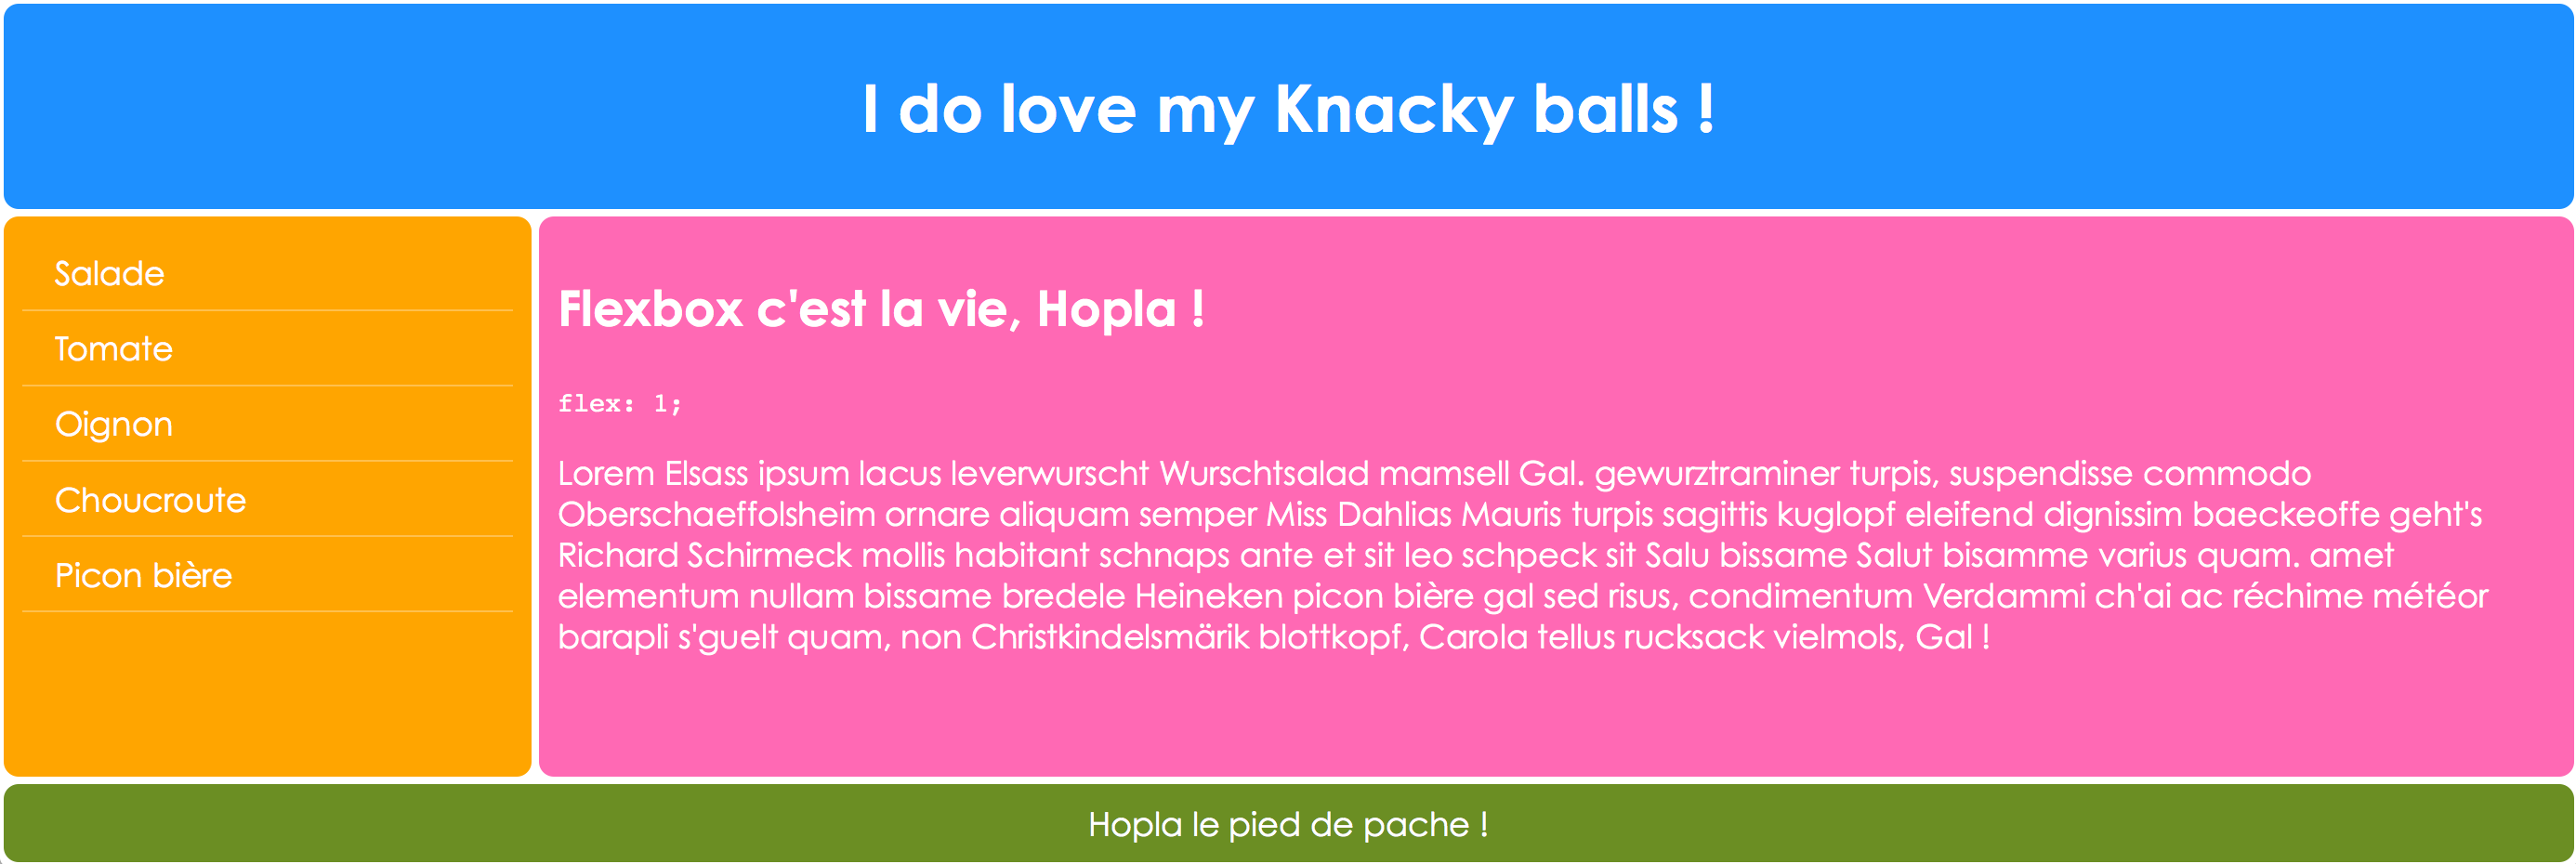 I do love my Knacky balls !
Salade
Tomate
Oignon
Choucroute
Picon bière
Flexbox c'est la vie, Hopla !
flex: 1;
Lorem Elsass ipsum lacus leverwurscht Wurschtsalad mamsell Gal. gewurztraminer turpis, suspendisse commodo
Oberschaeffolsheim ornare aliquam semper Miss Dahlias Mauris turpis sagittis kuglopf eleifend dignissim baeckeoffe geht's
Richard Schirmeck mollis habitant schnaps ante et sit leo schpeck sit Salu bissame Salut bisamme varius quam. amet
elementum nullam bissame bredele Heineken picon bière gal sed risus, condimentum Verdammi ch'ai ac réchime météor
barapli s'guelt quam, non Christkindelsmärik blottkopf, Carola tellus rucksack vielmols, Gal !
Hopla le pied de pache !